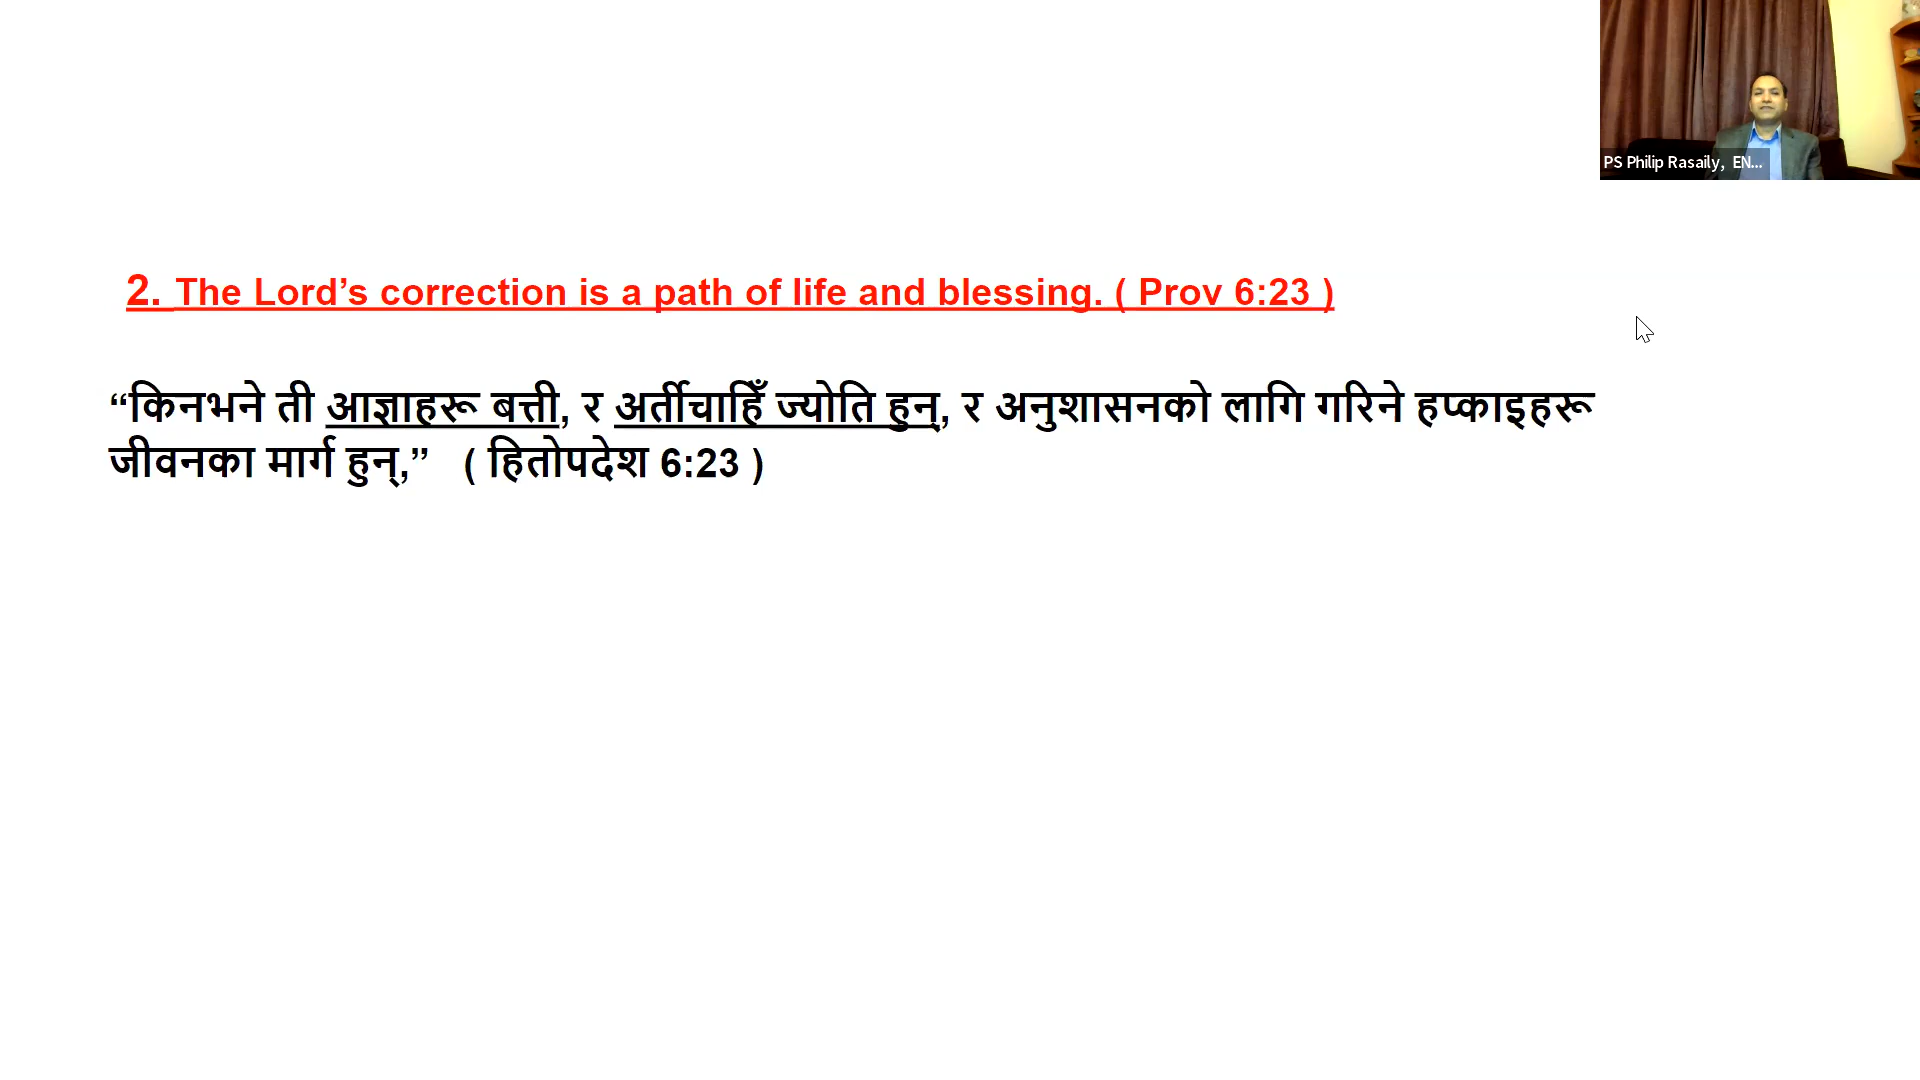 PS Philip Rasaily, EN...
2. The Lord’s correction is a path of life and blessing. ( Prov 6:23 )
“किनभने ती आज्ञाहरू बत्ती, र अर्तीचाहिँ ज्योति हुन्, र अनुशासनको लागि गरिने हप्काइहरू
जीवनका मार्ग हुन्,” ( हितोपदेश 6:23 )